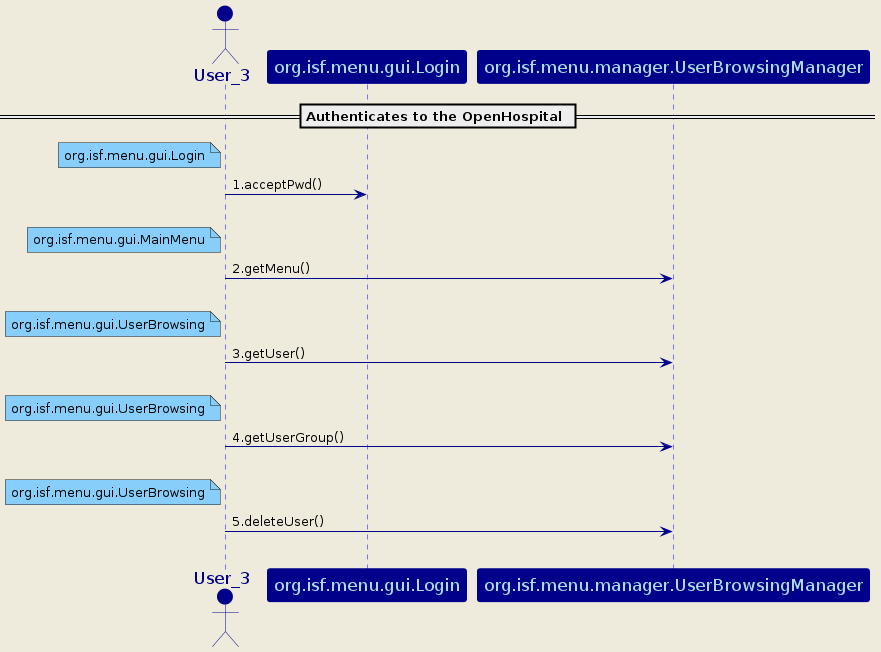 User_3
org.isf.menu.gui.Login
org.isf.menu.manager.UserBrowsingManager
Authenticates to the OpenHospital
org.isf.menu.gui.Login
1.acceptPwd()
org.isf.menu.gui.MainMenu
2.getMenu()
org.isf.menu.gui.UserBrowsing
3.getUser()
org.isf.menu.gui.UserBrowsing
4.getUserGroup()
org.isf.menu.gui.UserBrowsing
5.deleteUser()
User_3
org.isf.menu.gui.Login
org.isf.menu.manager.UserBrowsingManager